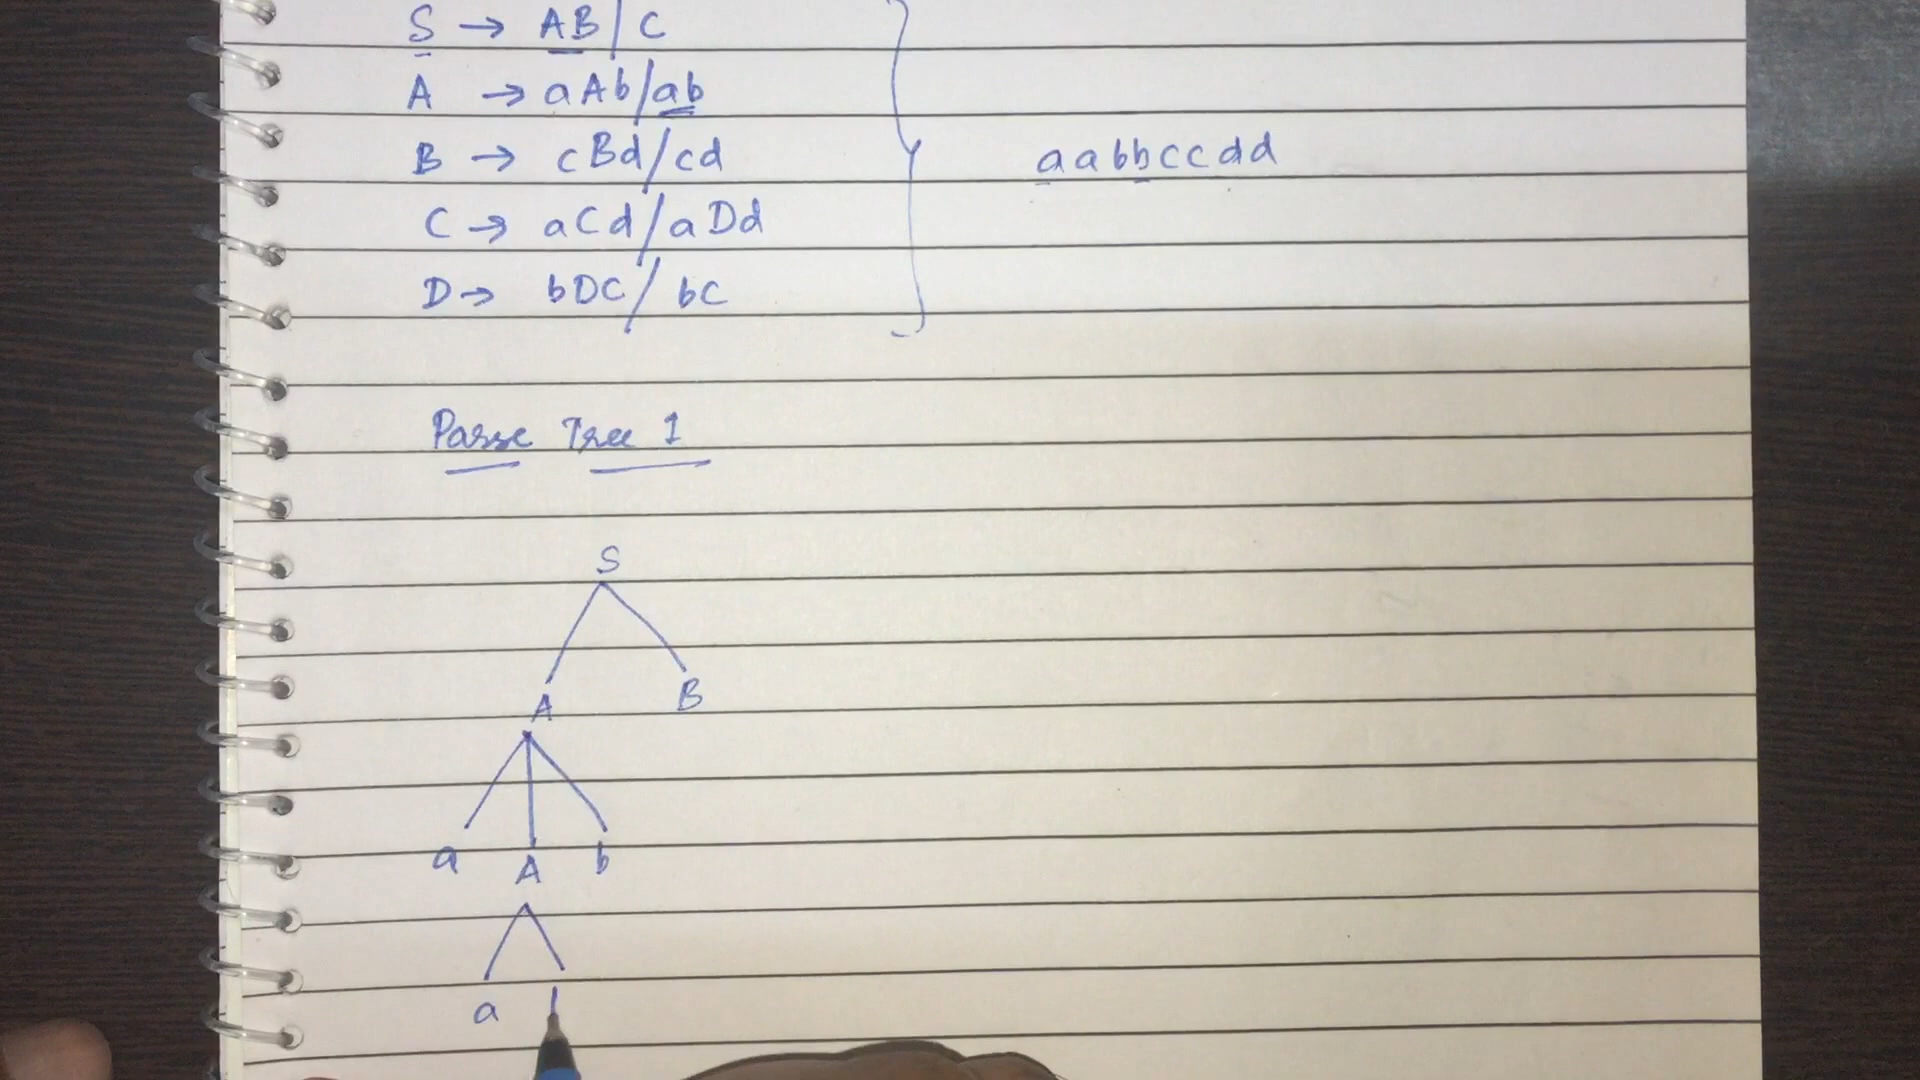 S → AB/C
A → aAb/ab
B → cBd/cd
aabbccdd
C → aCd/aDd
D → bDC/bC
Parse Tree 1
S
A B
a A b
a